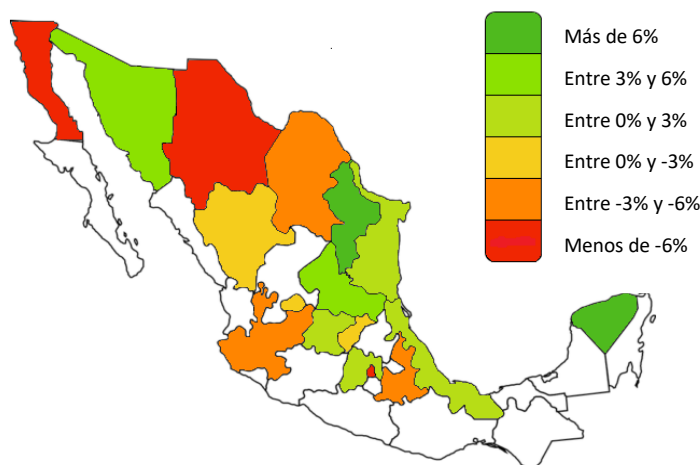 Más de 6%
Entre 3% y 6%
Entre 0% y 3%
Entre 0% y -3%
Entre -3% y -6%
Menos de -6%